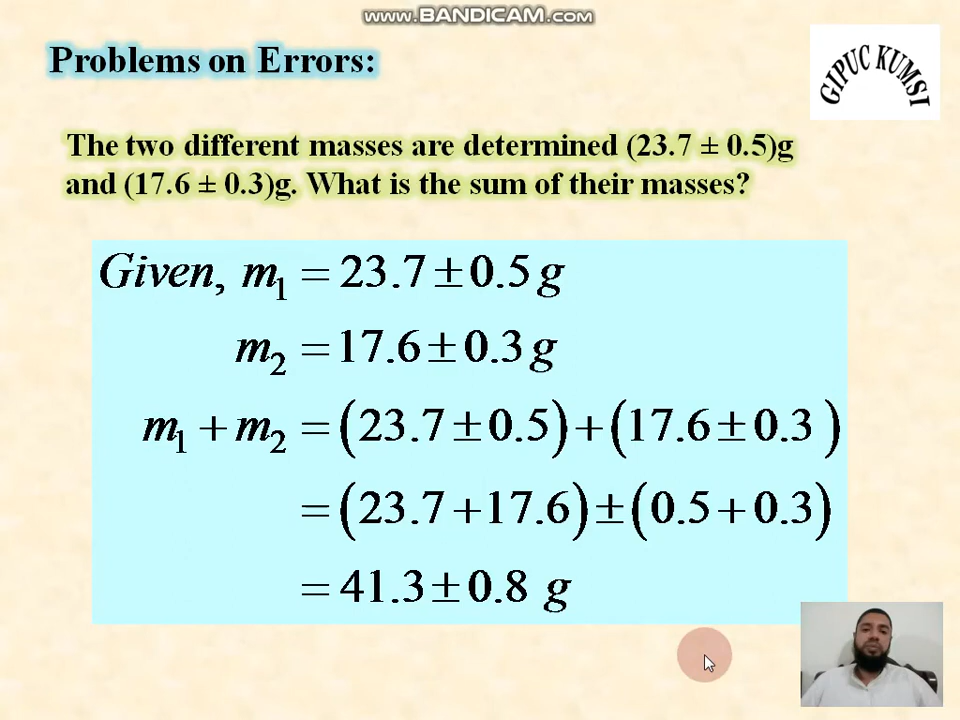 www.BANDICAM.com
Problems on Errors:
GIPUC KUMSI
The two different masses are determined (23.7 ± 0.5)g
and (17.6 ± 0.3)g. What is the sum of their masses?
Given, m₁ = 23.7 ± 0.5 g
m₂ = 17.6 ± 0.3 g
m₁ + m₂ = (23.7 ± 0.5) + (17.6 ± 0.3 )
= (23.7 + 17.6) ± (0.5 + 0.3)
= 41.3 ± 0.8 g